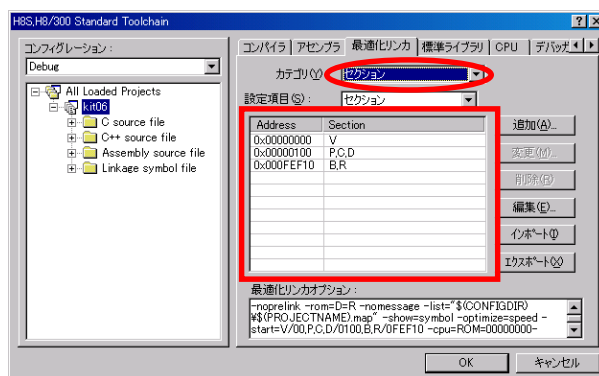 H8S,H8/300 Standard Toolchain
コンフィグレーション :
Debug
All Loaded Projects
kit06
C source file
C++ source file
Assembly source file
Linkage symbol file
コンパイラ アセンブラ 最適化リンカ 標準ライブラリ CPU デバッガ
カテゴリ(Y) セクション
設定項目(S) : セクション
Address Section
0x00000000 V
0x00000100 P,C,D
0x000FEF10 B,R
追加(A)...
変更(M)...
削除(R)
編集(E)...
インポート(I)
エクスポート(X)
最適化リンカオプション :
-noprelink -rom=D=R -nomessage -list="$(CONFIGDIR)
¥$(PROJECTNAME).map" -show=symbol -optimize=speed -
start=V/00,P,C,D/0100,B,R/0FEF10 -cpu=ROM=00000000-
OK キャンセル